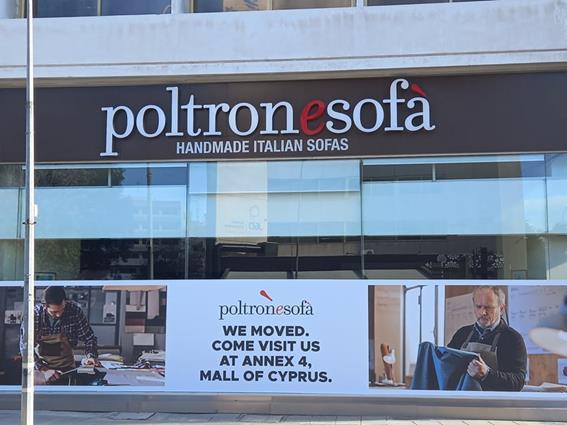 poltronesofà
HANDMADE ITALIAN SOFAS
poltronesofà
WE MOVED.
COME VISIT US
AT ANNEX 4,
MALL OF CYPRUS.